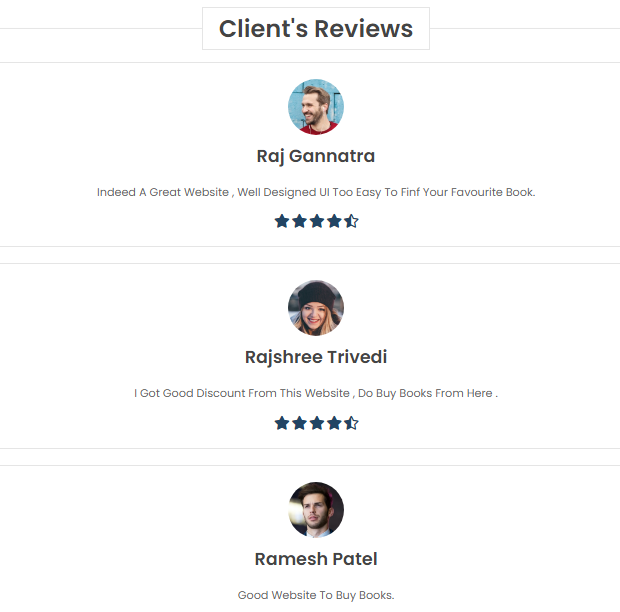 Client's Reviews
Raj Gannatra
Indeed A Great Website , Well Designed UI Too Easy To Finf Your Favourite Book.
Rajshree Trivedi
I Got Good Discount From This Website , Do Buy Books From Here .
Ramesh Patel
Good Website To Buy Books.